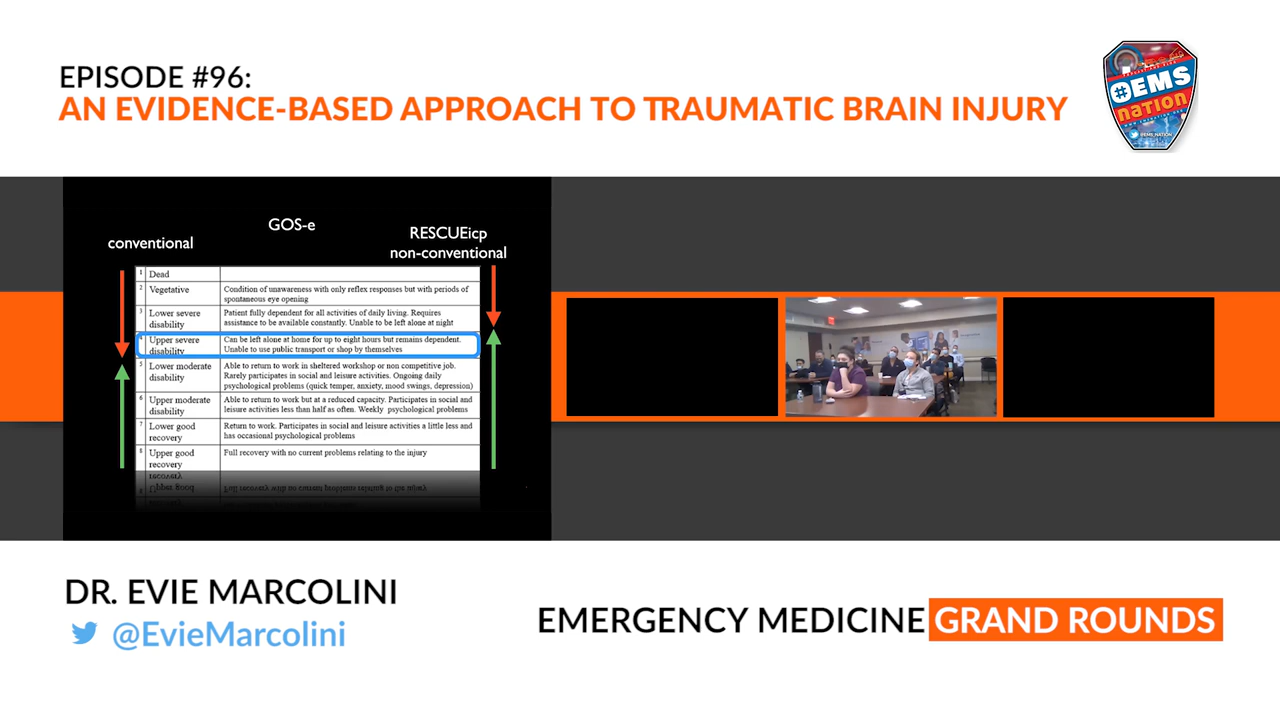 EPISODE #96:
AN EVIDENCE-BASED APPROACH TO TRAUMATIC BRAIN INJURY
#EMS
nation
@EMS_NATION
GOS-e
conventional
RESCUEicp
non-conventional
1 Dead
2 Vegetative Condition of unawareness with only reflex responses but with periods of
spontaneous eye opening
3 Lower severe Patient fully dependent for all activities of daily living. Requires
disability assistance to be available constantly. Unable to be left alone at night
Upper severe Can be left alone at home for up to eight hours but remains dependent.
disability Unable to use public transport or shop by themselves
5 Lower moderate Able to return to work in sheltered workshop or non competitive job.
disability Rarely participates in social and leisure activities. Ongoing daily
psychological problems (quick temper, anxiety, mood swings, depression)
6 Upper moderate Able to return to work but at a reduced capacity. Participates in social and
disability leisure activities less than half as often. Weekly psychological problems
7 Lower good Return to work. Participates in social and leisure activities a little less and
recovery has occasional psychological problems
8 Upper good Full recovery with no current problems relating to the injury
recovery
DR. EVIE MARCOLINI
@EvieMarcolini
EMERGENCY MEDICINE GRAND ROUNDS